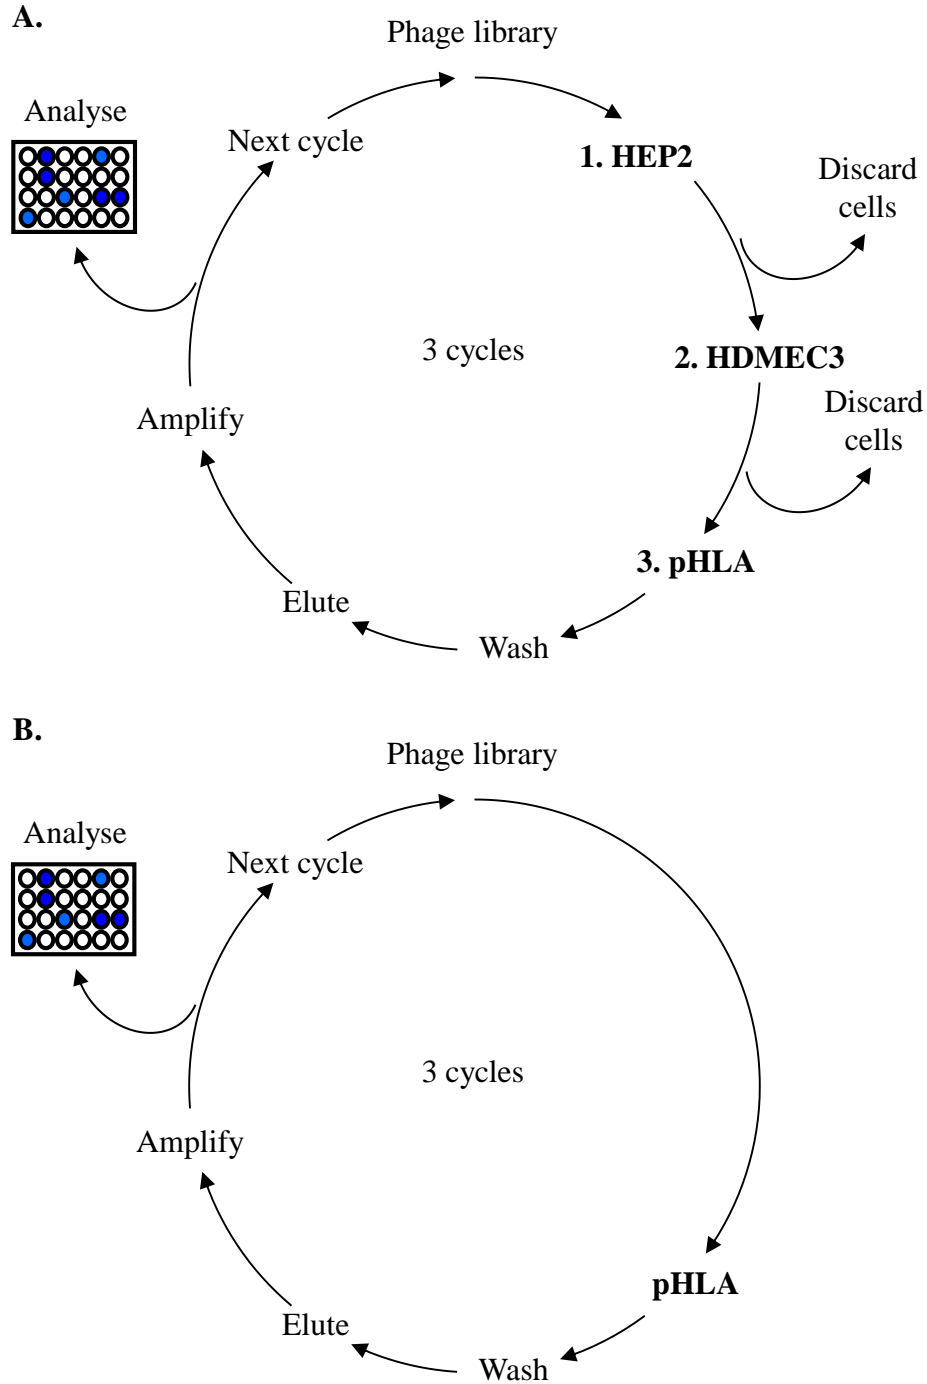 A.
Phage library
Analyse
Next cycle
1. HEP2
Discard
cells
3 cycles
2. HDMEC3
Discard
cells
Amplify
3. pHLA
Elute
Wash
B.
Phage library
Analyse
Next cycle
3 cycles
Amplify
pHLA
Elute
Wash